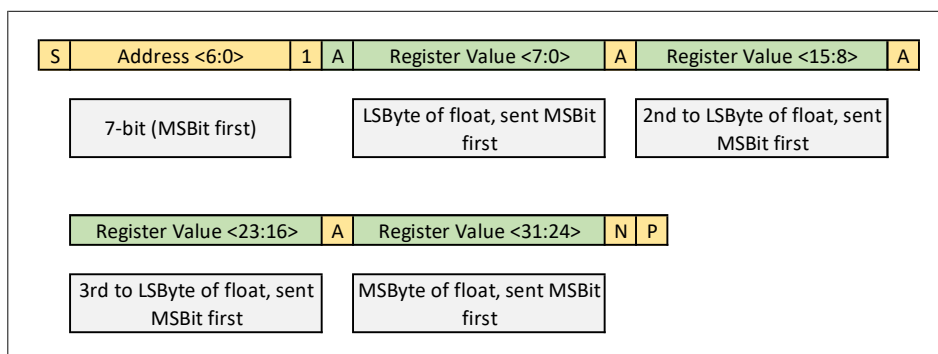 S Address <6:0> 1 A Register Value <7:0> A Register Value <15:8> A
7-bit (MSBit first)
LSByte of float, sent MSBit
first
2nd to LSByte of float, sent
MSBit first
Register Value <23:16> A Register Value <31:24> N P
3rd to LSByte of float, sent
MSBit first
MSByte of float, sent MSBit
first